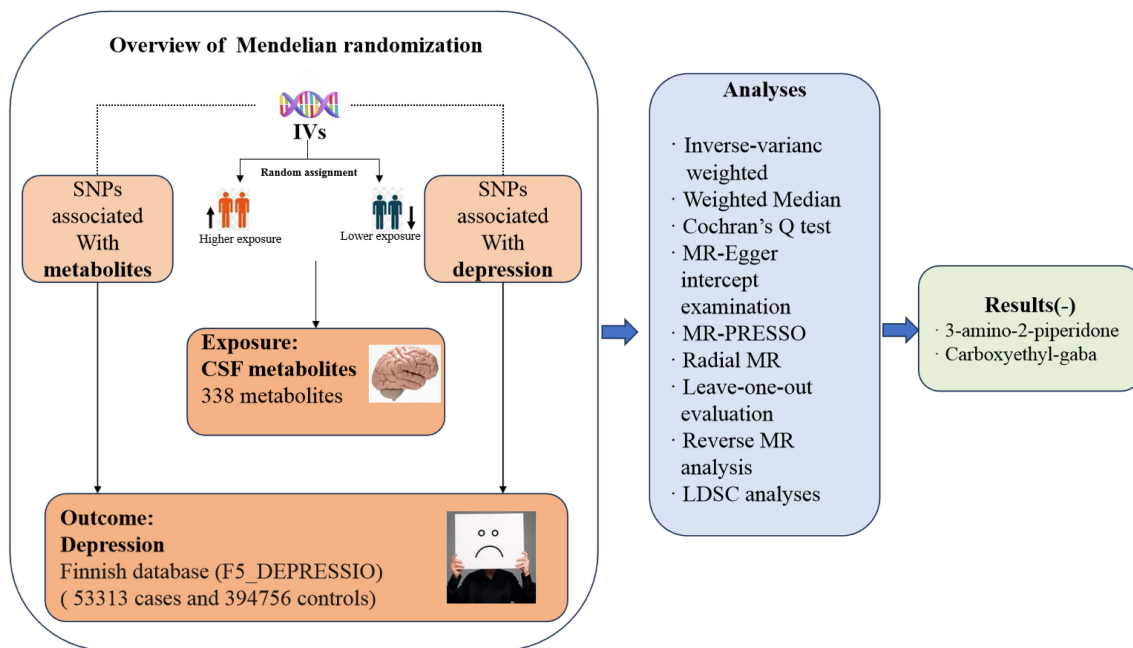 Overview of Mendelian randomization
IVs
Random assignment
Higher exposure
Lower exposure
SNPs
associated
With
metabolites
SNPs
associated
With
depression
Exposure:
CSF metabolites
338 metabolites
Outcome:
Depression
Finnish database (F5_DEPRESSIO)
( 53313 cases and 394756 controls)
Analyses
· Inverse-varianc
weighted
· Weighted Median
· Cochran’s Q test
· MR-Egger
intercept
examination
· MR-PRESSO
· Radial MR
· Leave-one-out
evaluation
· Reverse MR
analysis
· LDSC analyses
Results(-)
· 3-amino-2-piperidone
· Carboxyethyl-gaba